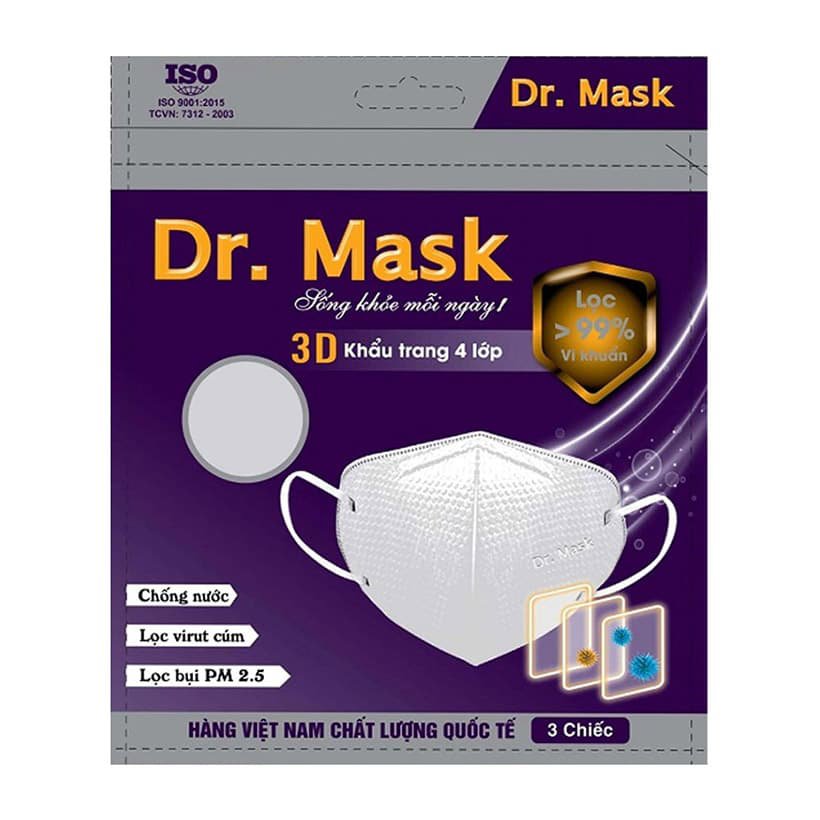 ISO
ISO 9001:2015
TCVN: 7312 - 2003
Dr. Mask
Dr. Mask
Sống khỏe mỗi ngày!
3D Khẩu trang 4 lớp
Lọc
> 99%
Vi khuẩn
Dr. Mask
Chống nước
Lọc virut cúm
Lọc bụi PM 2.5
HÀNG VIỆT NAM CHẤT LƯỢNG QUỐC TẾ
3 Chiếc